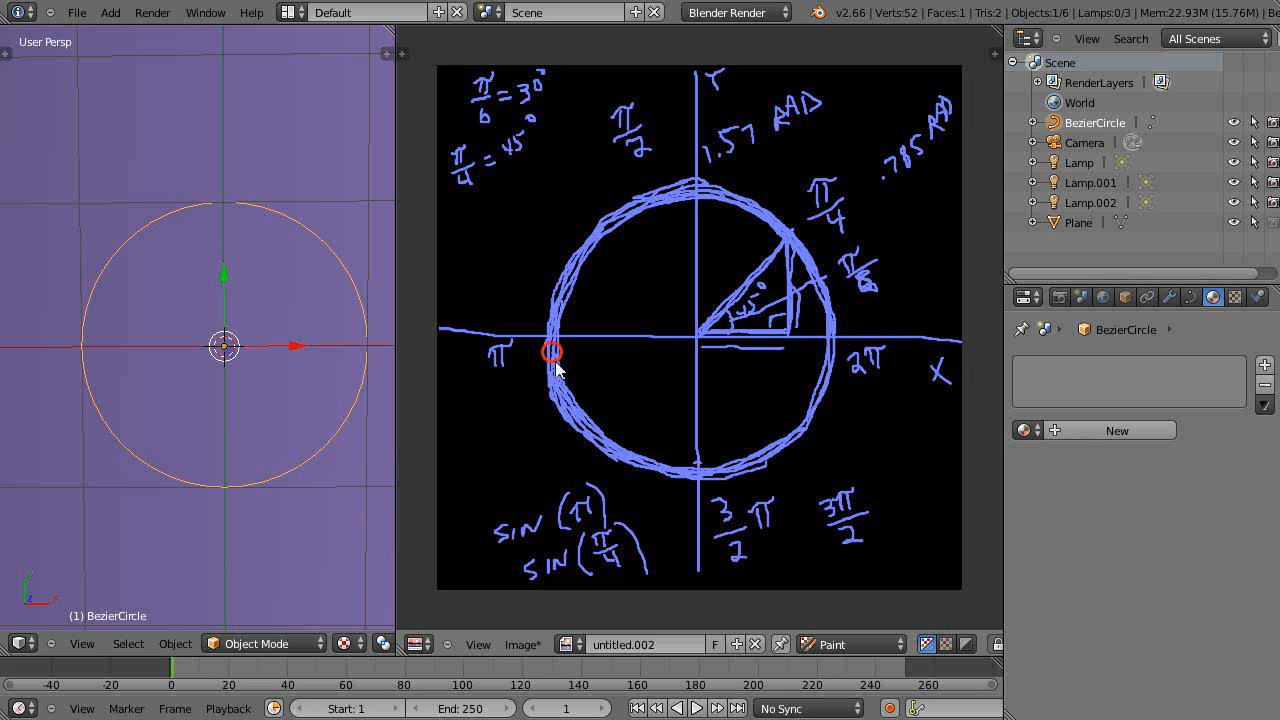 File Add Render Window Help Default Scene Blender Render v2.66 | Verts:52 | Faces:1 | Tris:2 | Objects:1/6 | Lamps:0/3 | Mem:22.93M (15.76M) | Be
User Persp
View Search All Scenes
Scene
RenderLayers
World
BezierCircle
Camera
Lamp
Lamp.001
Lamp.002
Plane
BezierCircle
New
π/6 = 30°
π/4 = 45°
π/2
Y
1.57 RAD
.785 RAD
π/4
45°
π
2π
X
sin (π)
sin (π/4)
3/2 π
3π/2
y
z x
(1) BezierCircle
View Select Object Object Mode
View Image* untitled.002 F Paint
-40 -20 0 20 40 60 80 100 120 140 160 180 200 220 240 260
View Marker Frame Playback Start: 1 End: 250 1 No Sync